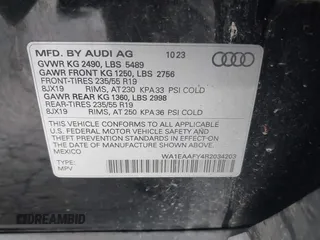 MFD. BY AUDI AG 10 23
GVWR KG 2490, LBS 5489
GAWR FRONT KG 1250, LBS 2756
FRONT-TIRES 235/55 R19
8JX19 RIMS, AT 230 KPA 33 PSI COLD
GAWR REAR KG 1360, LBS 2998
REAR-TIRES 235/55 R19
8JX19 RIMS, AT 250 KPA 36 PSI COLD
THIS VEHICLE CONFORMS TO ALL APPLICABLE
U.S. FEDERAL MOTOR VEHICLE SAFETY AND
THEFT PREVENTION STANDARDS IN EFFECT ON
THE DATE OF MANUFACTURE SHOWN ABOVE.
MEXICO
TYPE: WA1EAAFY4R2034203
MPV
DREAMBID